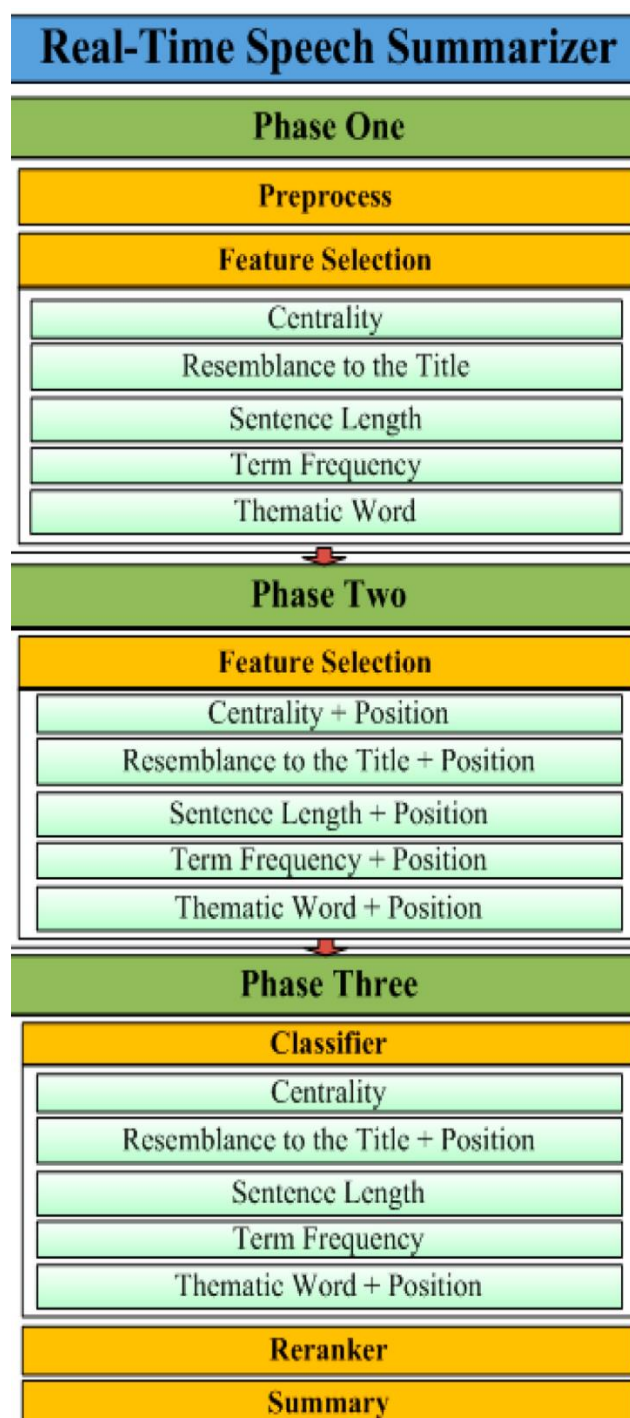 Real-Time Speech Summarizer
Phase One
Preprocess
Feature Selection
Centrality
Resemblance to the Title
Sentence Length
Term Frequency
Thematic Word
Phase Two
Feature Selection
Centrality + Position
Resemblance to the Title + Position
Sentence Length + Position
Term Frequency + Position
Thematic Word + Position
Phase Three
Classifier
Centrality
Resemblance to the Title + Position
Sentence Length
Term Frequency
Thematic Word + Position
Reranker
Summary